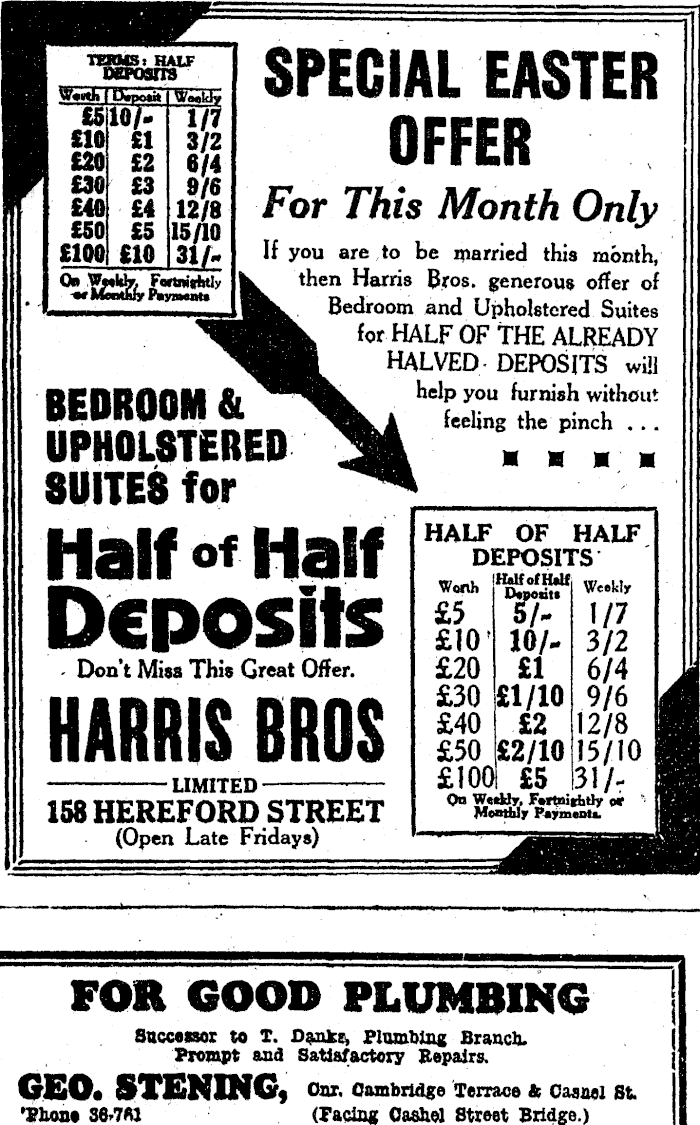 TERMS: HALF
DEPOSITS
Worth Deposit Weekly
£5 10/- 1/7
£10 £1 3/2
£20 £2 6/4
£30 £3 9/6
£40 £4 12/8
£50 £5 15/10
£100 £10 31/-
On Weekly, Fortnightly
or Monthly Payments
SPECIAL EASTER
OFFER
For This Month Only
If you are to be married this month,
then Harris Bros. generous offer of
Bedroom and Upholstered Suites
for HALF OF THE ALREADY
HALVED DEPOSITS will
help you furnish without
feeling the pinch ...
BEDROOM &
UPHOLSTERED
SUITES for
Half of Half
Deposits
Don't Miss This Great Offer.
HARRIS BROS
LIMITED
158 HEREFORD STREET
(Open Late Fridays)
HALF OF HALF
DEPOSITS
Worth Half of Half Deposits Weekly
£5 5/- 1/7
£10 10/- 3/2
£20 £1 6/4
£30 £1/10 9/6
£40 £2 12/8
£50 £2/10 15/10
£100 £5 31/-
On Weekly, Fortnightly or
Monthly Payments.
FOR GOOD PLUMBING
Successor to T. Danks, Plumbing Branch.
Prompt and Satisfactory Repairs.
GEO. STENING, Cnr. Cambridge Terrace & Cashel St.
'Phone 36-761 (Facing Cashel Street Bridge.)